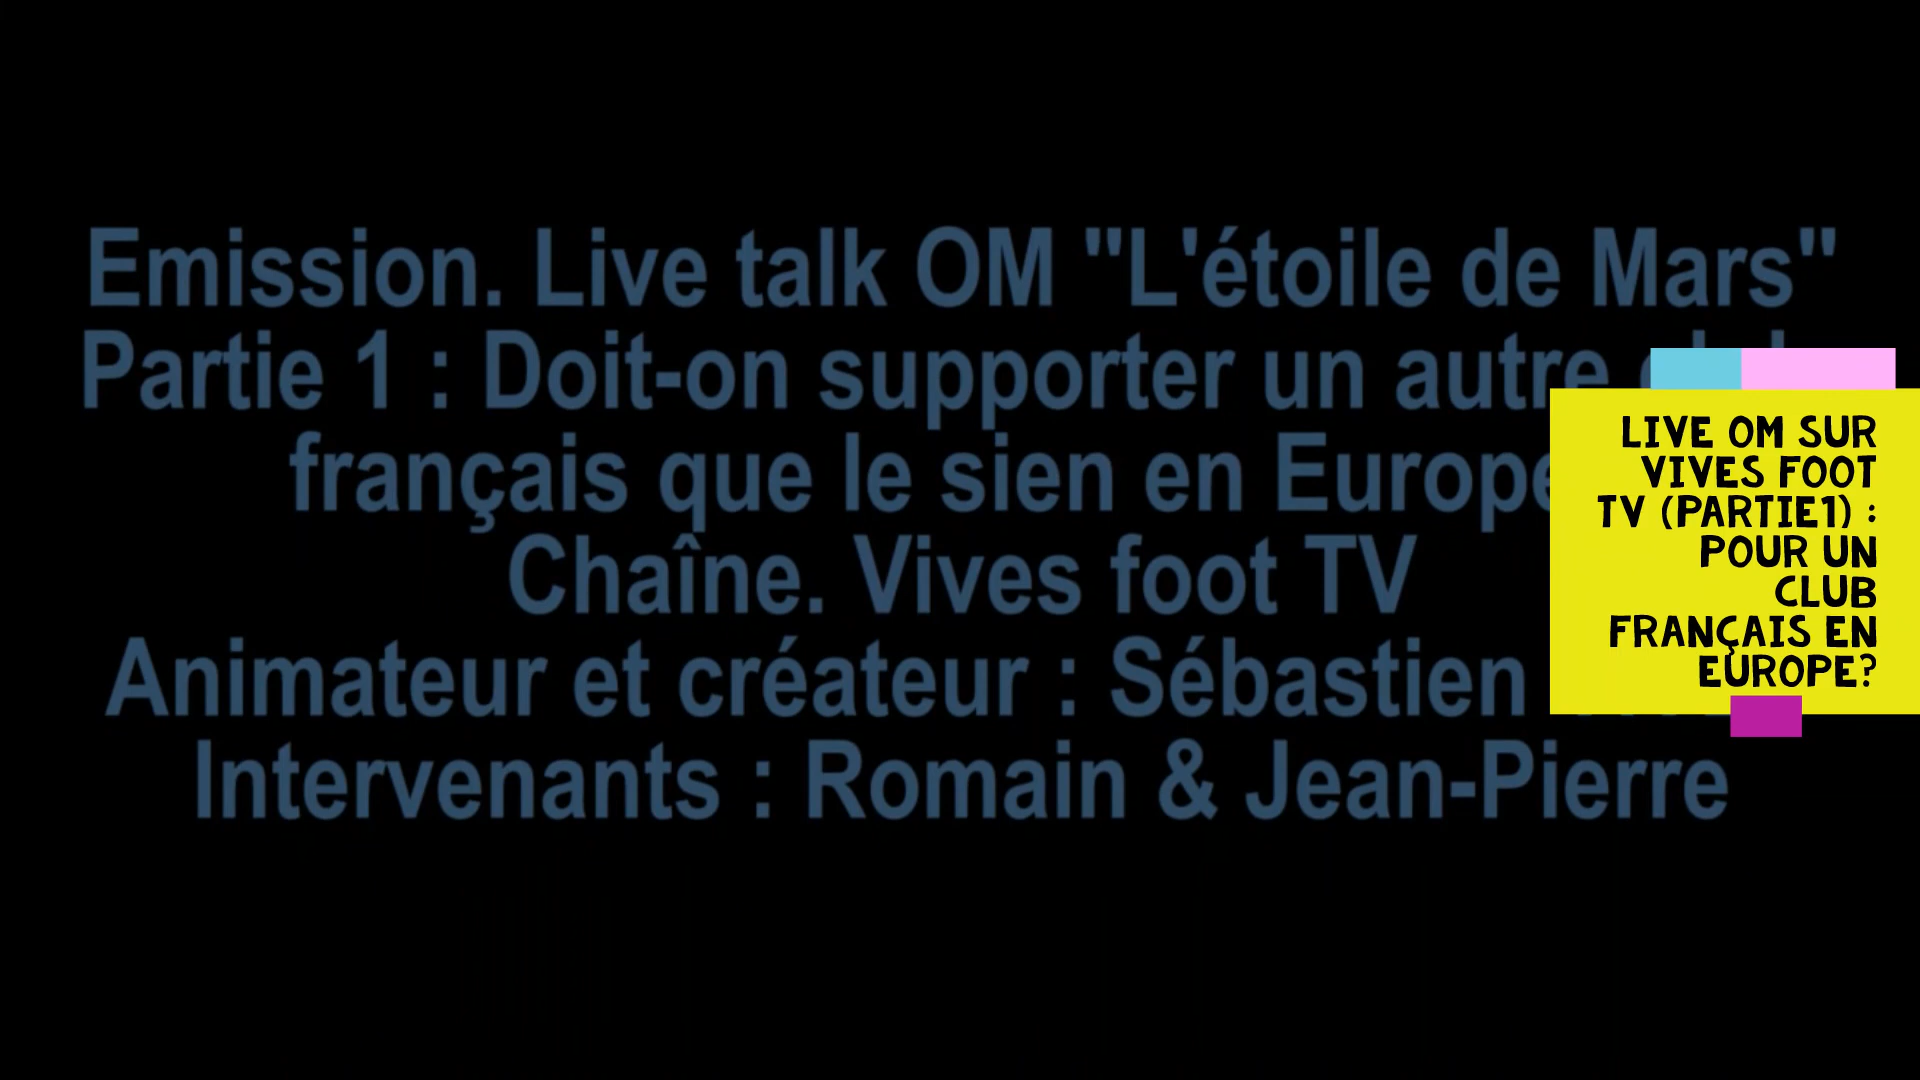 Emission. Live talk OM "L'étoile de Mars"
Partie 1 : Doit-on supporter un autre
français que le sien en Europe
Chaîne. Vives foot TV
Animateur et créateur : Sébastien
Intervenants : Romain & Jean-Pierre
LIVE OM SUR
VIVES FOOT
TV (PARTIE1) :
POUR UN
CLUB
FRANÇAIS EN
EUROPE?